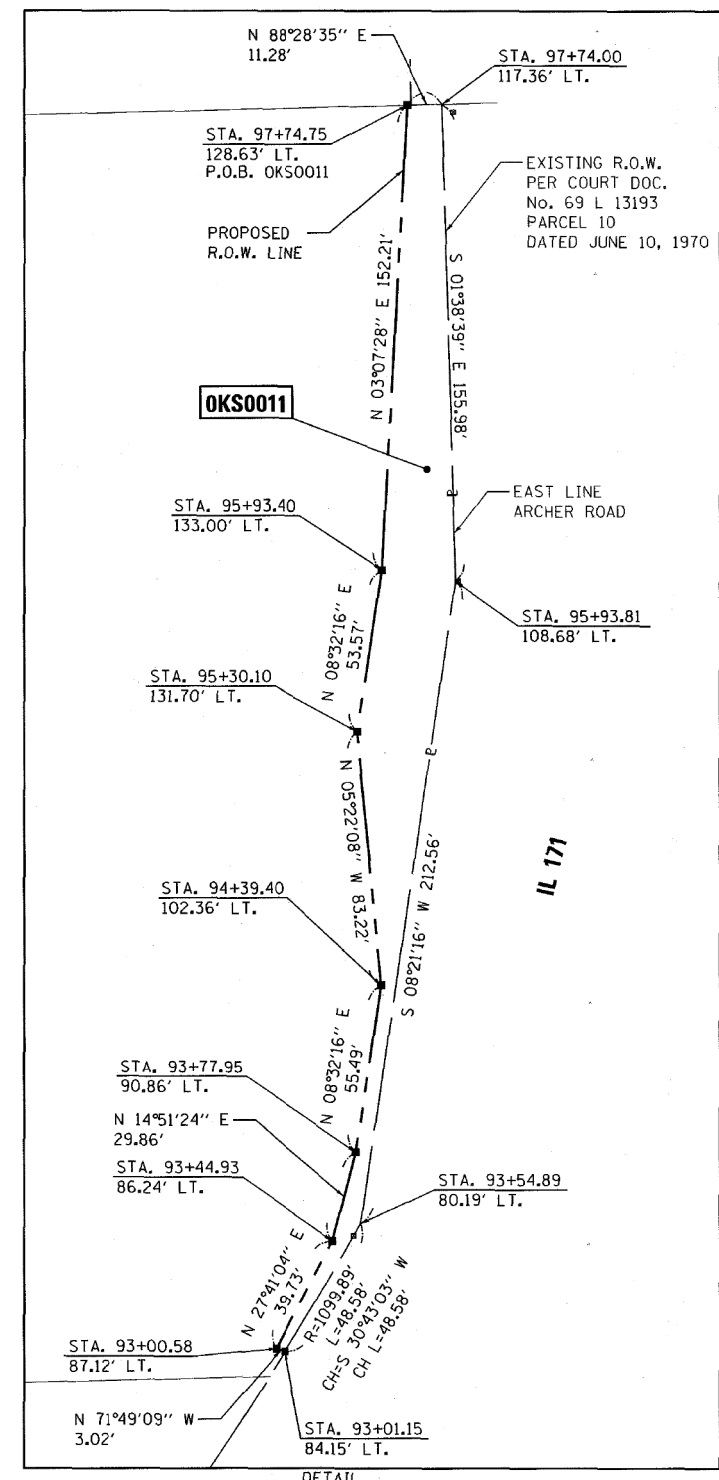 N 88°28'35" E
11.28'
STA. 97+74.00
117.36' LT.
STA. 97+74.75
128.63' LT.
P.O.B. 0KS0011
EXISTING R.O.W.
PER COURT DOC.
No. 69 L 13193
PARCEL 10
DATED JUNE 10, 1970
PROPOSED
R.O.W. LINE
N 03°07'28" E 152.21'
S 01°38'39" E 155.98'
0KS0011
EAST LINE
ARCHER ROAD
STA. 95+93.40
133.00' LT.
STA. 95+93.81
108.68' LT.
N 08°32'16" E
53.57'
STA. 95+30.10
131.70' LT.
N 05°22'08" W 83.22'
IL 171
S 08°21'16" W 212.56'
STA. 94+39.40
102.36' LT.
N 08°32'16" E
55.49'
STA. 93+77.95
90.86' LT.
N 14°51'24" E
29.86'
STA. 93+44.93
86.24' LT.
STA. 93+54.89
80.19' LT.
N 27°41'04" E
39.73'
R=1099.89'
L=48.58'
CH=S 30°43'03" W
CH L=48.58'
STA. 93+00.58
87.12' LT.
N 71°49'09" W
3.02'
STA. 93+01.15
84.15' LT.
DETAIL